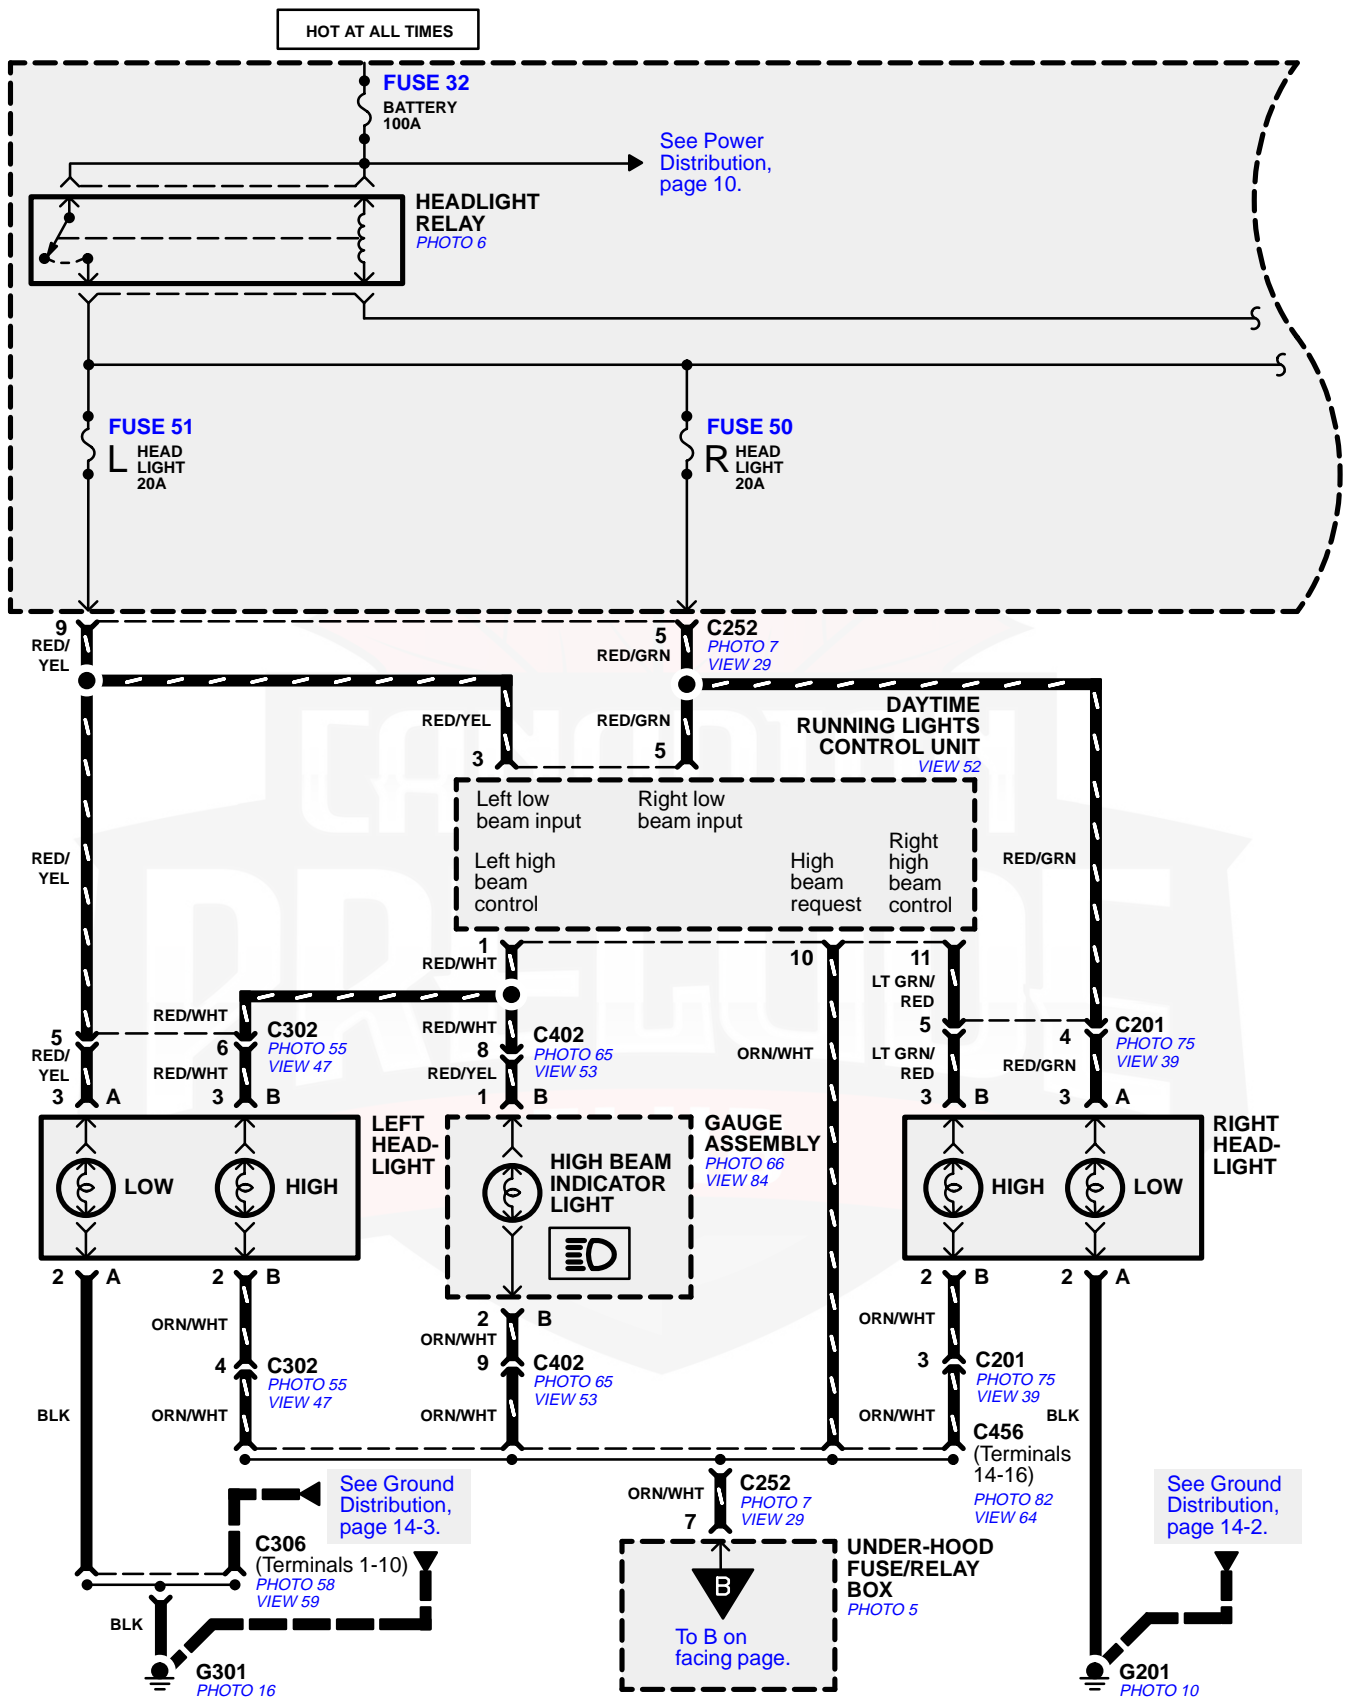 HOT AT ALL TIMES
FUSE 32
BATTERY
100A
See Power
Distribution,
page 10.
HEADLIGHT
RELAY
PHOTO 6
FUSE 51
L HEAD
LIGHT
20A
FUSE 50
R HEAD
LIGHT
20A
9
RED/
YEL
5
RED/GRN
C252
PHOTO 7
VIEW 29
RED/YEL
3
RED/GRN
5
DAYTIME
RUNNING LIGHTS
CONTROL UNIT
VIEW 52
Left low
beam input
Right low
beam input
Left high
beam
control
High
beam
request
Right
high
beam
control
RED/
YEL
RED/GRN
1
RED/WHT
10
11
LT GRN/
RED
RED/WHT
5
6
C302
PHOTO 55
VIEW 47
RED/WHT
8
C402
PHOTO 65
VIEW 53
ORN/WHT
5
4
C201
PHOTO 75
VIEW 39
RED/
YEL
RED/WHT
RED/YEL
LT GRN/
RED
RED/GRN
3 A
3 B
1 B
3 B
3 A
LEFT
HEAD-
LIGHT
LOW
HIGH
HIGH BEAM
INDICATOR
LIGHT
GAUGE
ASSEMBLY
PHOTO 66
VIEW 84
HIGH
LOW
RIGHT
HEAD-
LIGHT
2 A
2 B
2 B
2 B
2 A
ORN/WHT
ORN/WHT
ORN/WHT
4
C302
PHOTO 55
VIEW 47
9
C402
PHOTO 65
VIEW 53
3
C201
PHOTO 75
VIEW 39
BLK
ORN/WHT
ORN/WHT
ORN/WHT
BLK
C456
(Terminals
14-16)
PHOTO 82
VIEW 64
See Ground
Distribution,
page 14-3.
ORN/WHT
C252
PHOTO 7
VIEW 29
7
See Ground
Distribution,
page 14-2.
C306
(Terminals 1-10)
PHOTO 58
VIEW 59
UNDER-HOOD
FUSE/RELAY
BOX
PHOTO 5
B
To B on
facing page.
BLK
G301
PHOTO 16
G201
PHOTO 10
PRELUDE